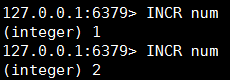 127.0.0.1:6379> INCR num
(integer) 1
127.0.0.1:6379> INCR num
(integer) 2